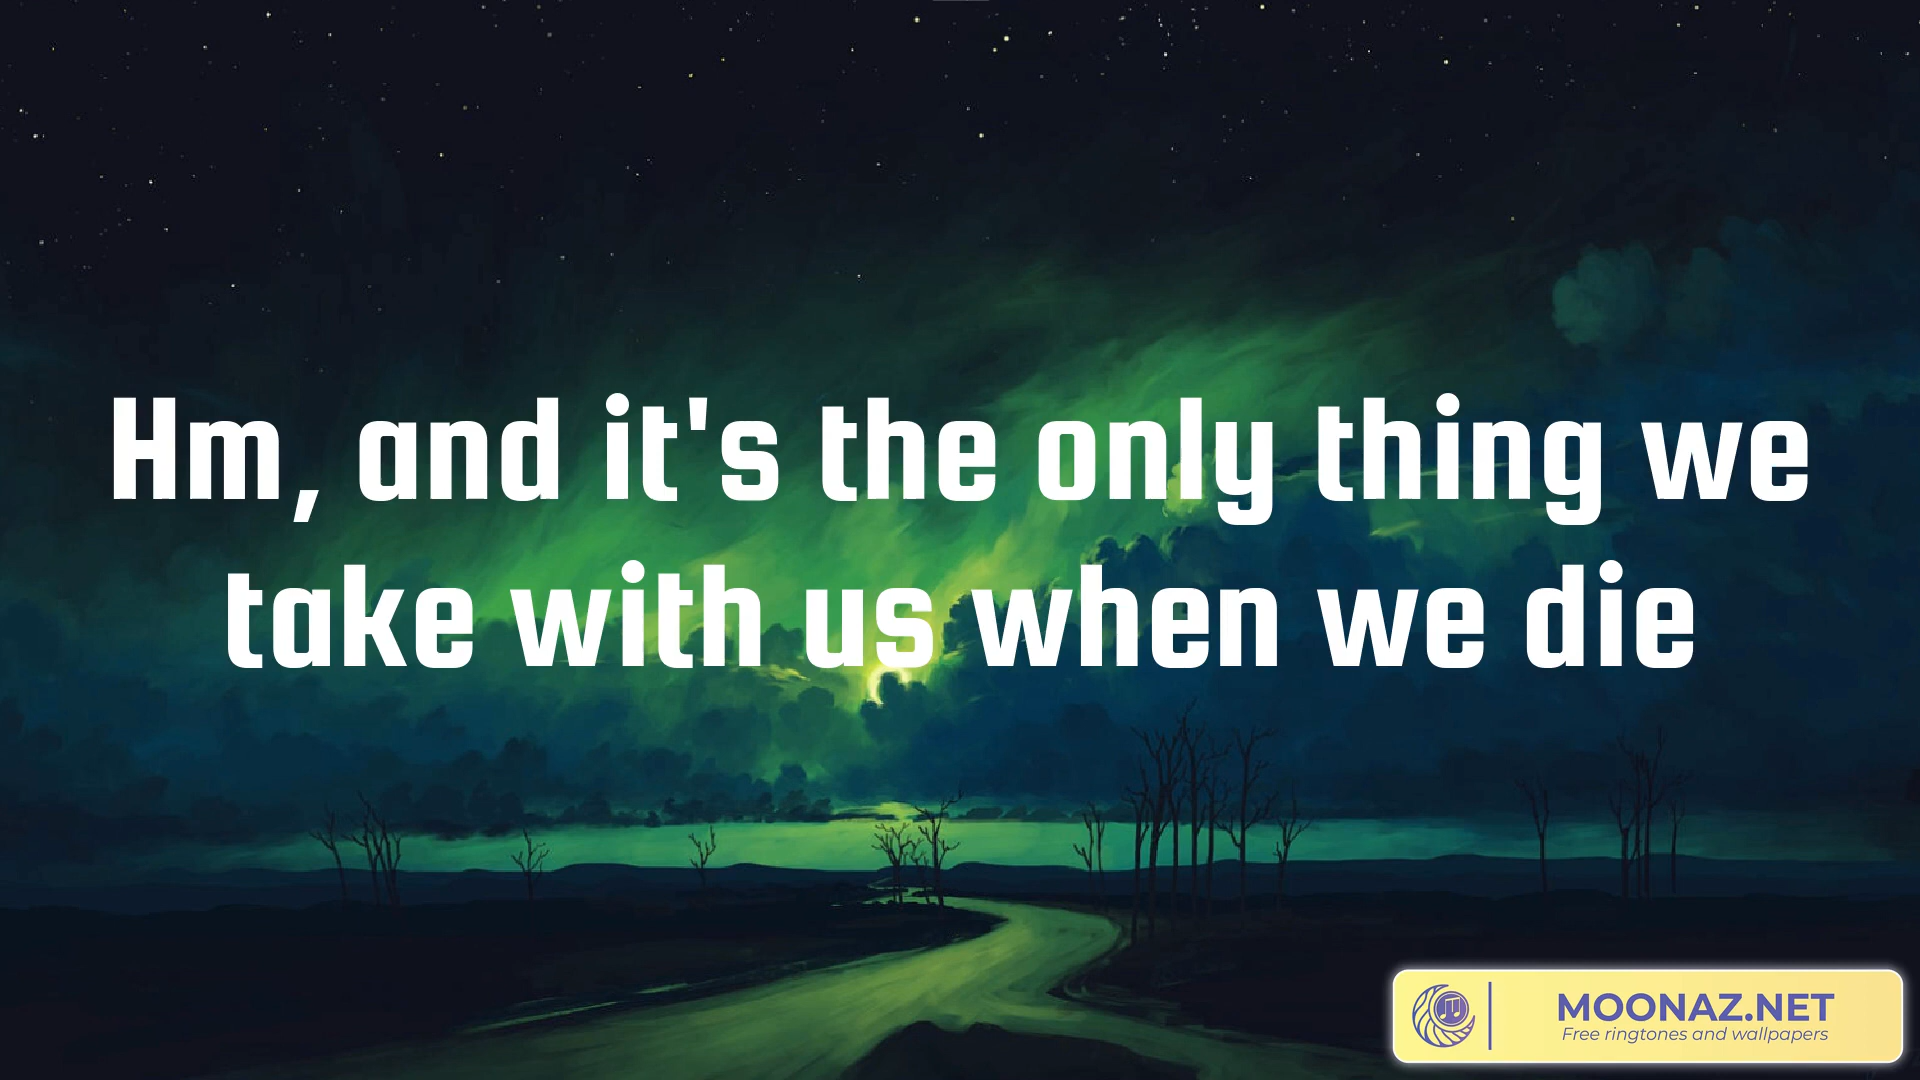 Hm, and it's the only thing we
take with us when we die
MOONAZ.NET
Free ringtones and wallpapers